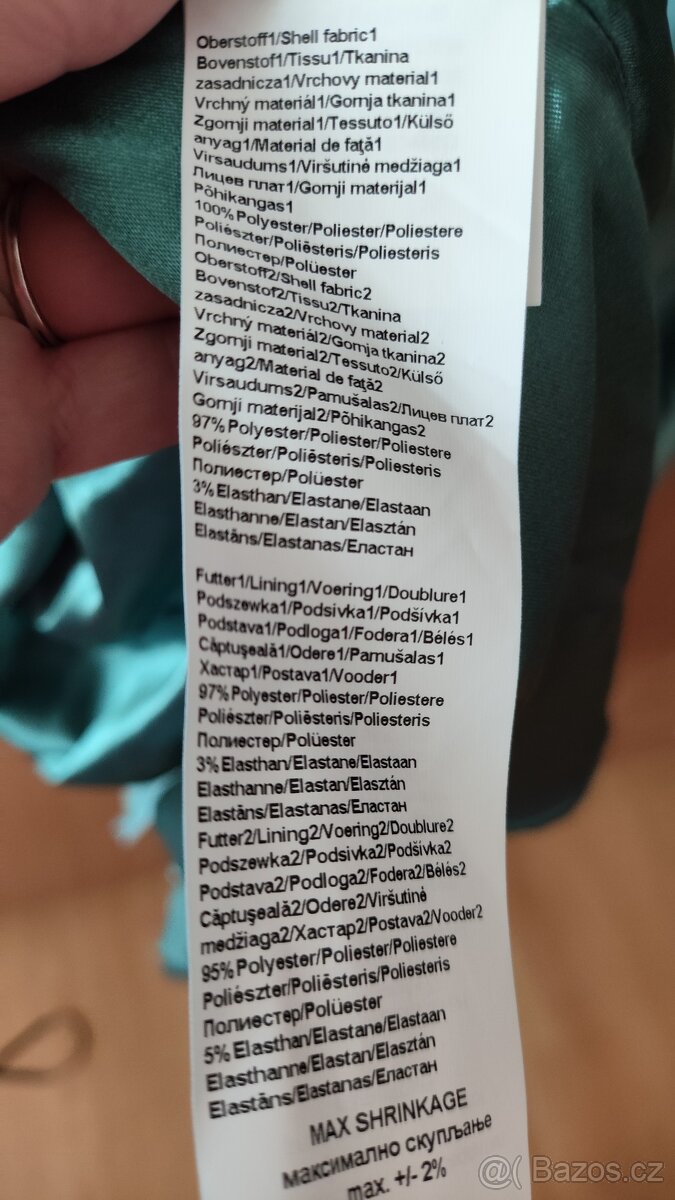 Oberstoff1/Shell fabric1
Bovenstof1/Tissu1/Tkanina
zasadnicza1/Vrchovy material1
Vrchný materiál1/Gornja tkanina1
Zgornji material1/Tessuto1/Külső
anyag1/Material de faţă1
Virsaudums1/Viršutinė medžiaga1
Лицев плат1/Gornji materijal1
Põhikangas1
100% Polyester/Poliester/Poliestere
Poliészter/Poliēsteris/Poliesteris
Полиестер/Polüester
Oberstoff2/Shell fabric2
Bovenstof2/Tissu2/Tkanina
zasadnicza2/Vrchovy material2
Vrchný materiál2/Gornja tkanina2
Zgornji material2/Tessuto2/Külső
anyag2/Material de faţă2
Virsaudums2/Pamušalas2/Лицев плат2
Gornji materijal2/Põhikangas2
97% Polyester/Poliester/Poliestere
Poliészter/Poliēsteris/Poliesteris
Полиестер/Polüester
3% Elasthan/Elastane/Elastaan
Elasthanne/Elastan/Elasztán
Elastāns/Elastanas/Еластан
Futter1/Lining1/Voering1/Doublure1
Podszewka1/Podsivka1/Podšívka1
Podstava1/Podloga1/Fodera1/Bélés1
Căptuşeală1/Odere1/Pamušalas1
Хастар1/Postava1/Vooder1
97% Polyester/Poliester/Poliestere
Poliészter/Poliēsteris/Poliesteris
Полиестер/Polüester
3% Elasthan/Elastane/Elastaan
Elasthanne/Elastan/Elasztán
Elastāns/Elastanas/Еластан
Futter2/Lining2/Voering2/Doublure2
Podszewka2/Podsivka2/Podšívka2
Podstava2/Podloga2/Fodera2/Bélés2
Căptuşeală2/Odere2/Viršutinė
medžiaga2/Хастар2/Postava2/Vooder2
95% Polyester/Poliester/Poliestere
Poliészter/Poliēsteris/Poliesteris
Полиестер/Polüester
5% Elasthan/Elastane/Elastaan
Elasthanne/Elastan/Elasztán
Elastāns/Elastanas/Еластан
MAX SHRINKAGE
максимално скупљање
max. +/- 2%
@( Bazos.cz